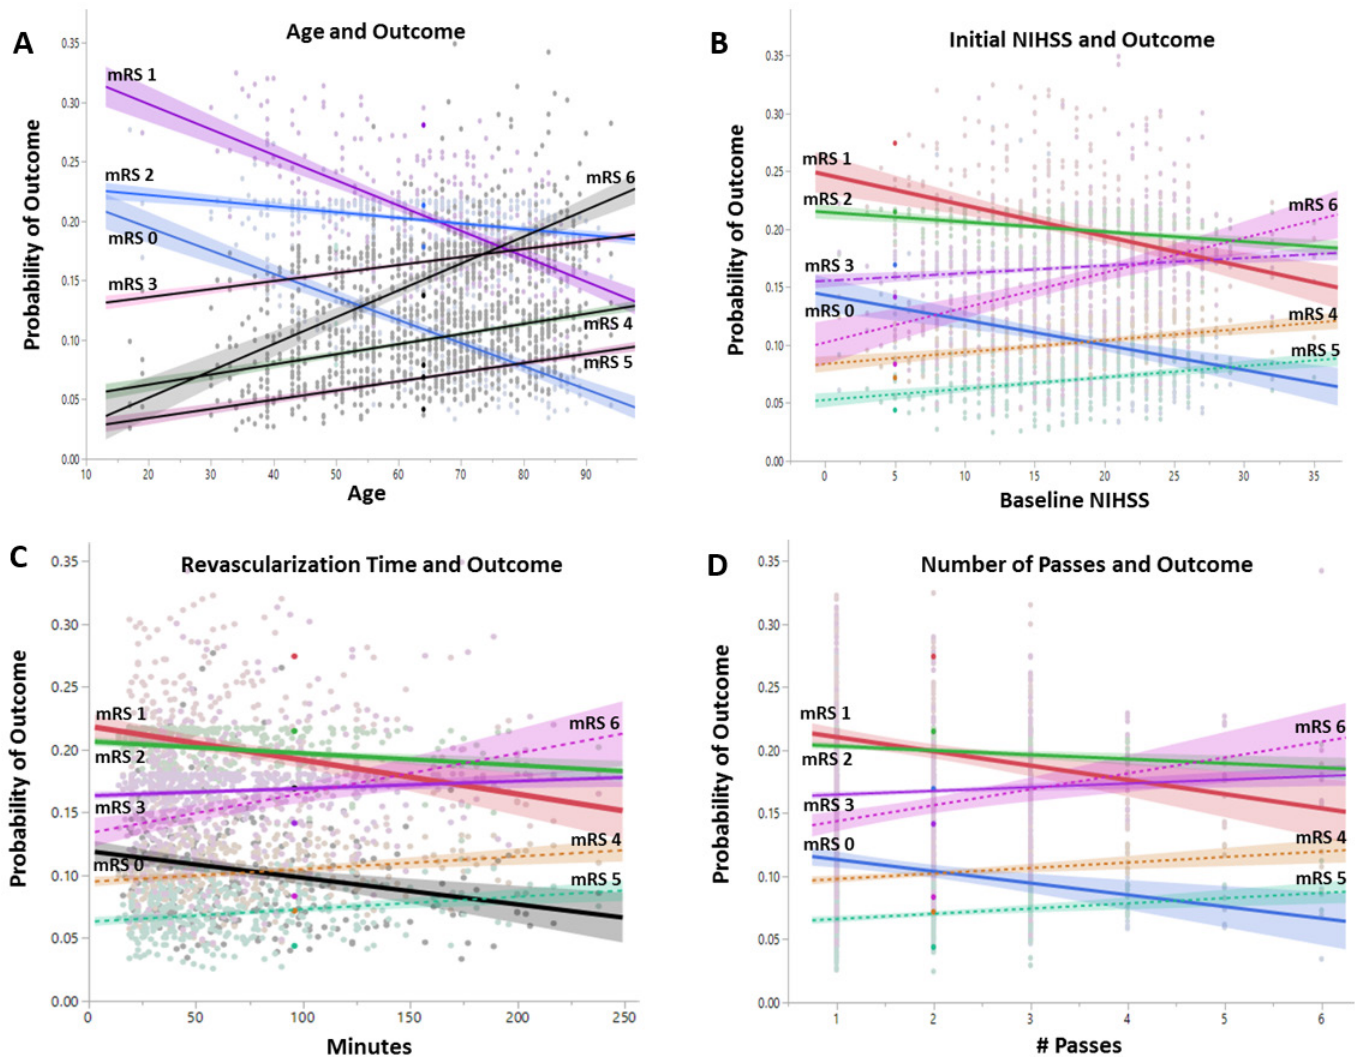 A
Age and Outcome
Probability of Outcome
0.35
0.30
0.25
0.20
0.15
0.10
0.05
0.00
mRS 1
mRS 2
mRS 0
mRS 3
mRS 6
mRS 4
mRS 5
10 20 30 40 50 60 70 80 90
Age
B
Initial NIHSS and Outcome
Probability of Outcome
0.35
0.30
0.25
0.20
0.15
0.10
0.05
0.00
mRS 1
mRS 2
mRS 3
mRS 0
mRS 6
mRS 4
mRS 5
0 5 10 15 20 25 30 35
Baseline NIHSS
C
Revascularization Time and Outcome
Probability of Outcome
0.35
0.30
0.25
0.20
0.15
0.10
0.05
0.00
mRS 1
mRS 2
mRS 3
mRS 0
mRS 6
mRS 4
mRS 5
0 50 100 150 200 250
Minutes
D
Number of Passes and Outcome
Probability of Outcome
0.35
0.30
0.25
0.20
0.15
0.10
0.05
0.00
mRS 1
mRS 2
mRS 3
mRS 0
mRS 6
mRS 4
mRS 5
1 2 3 4 5 6
# Passes